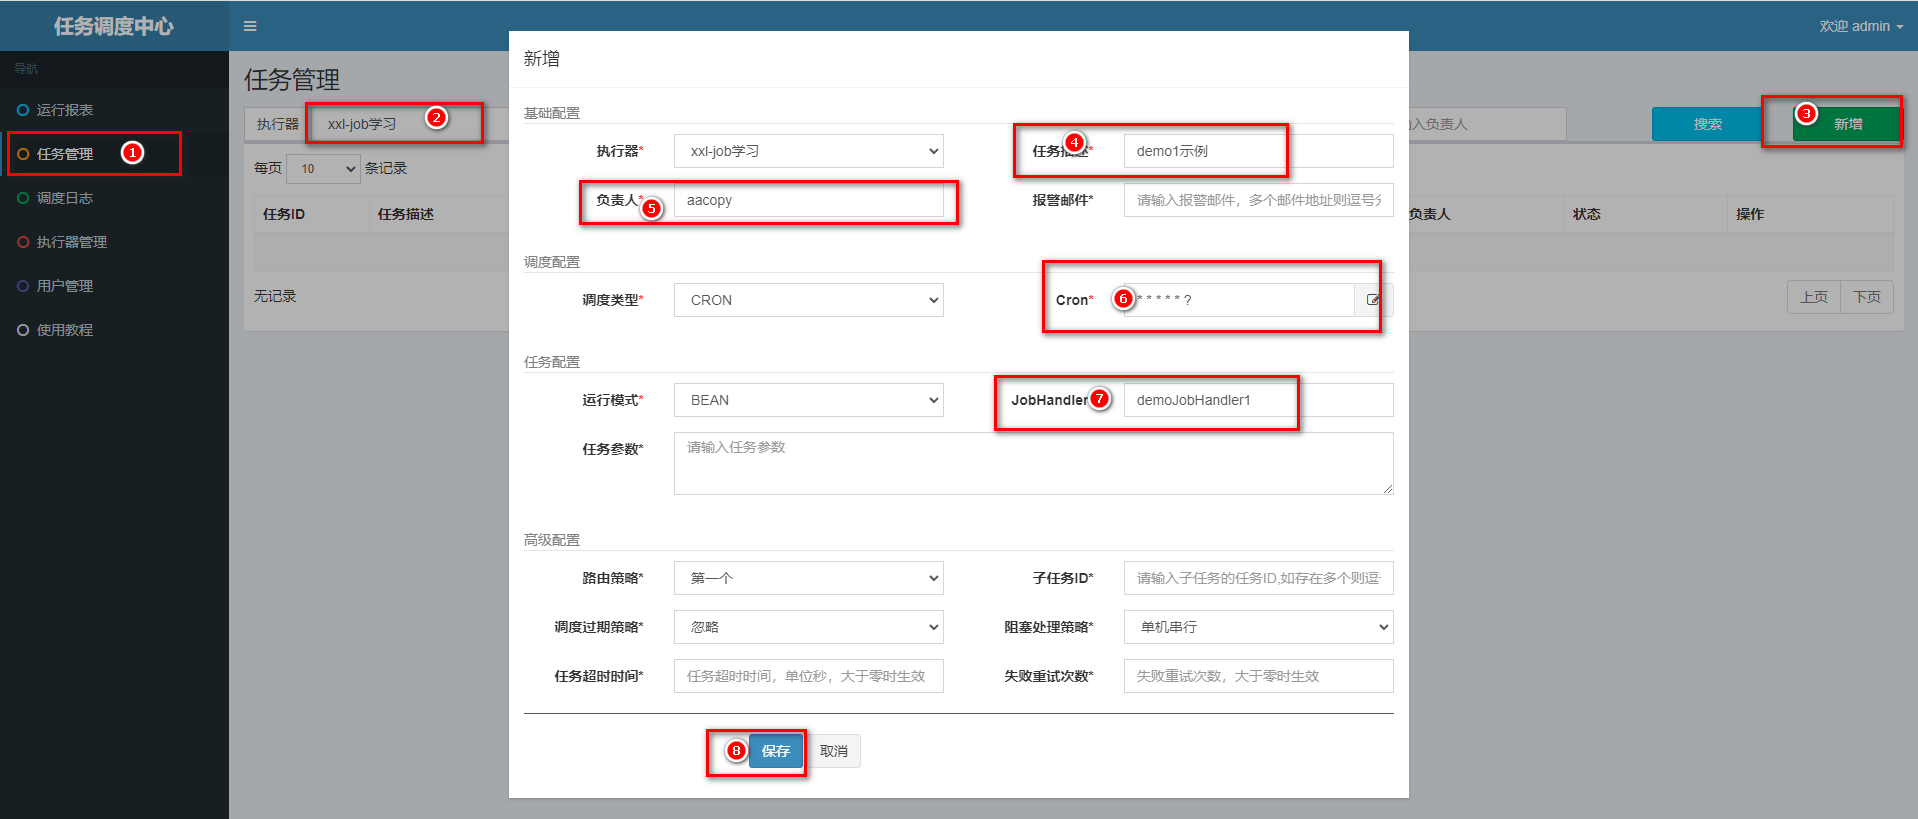 任务调度中心
欢迎 admin
导航
运行报表
任务管理 1
调度日志
执行器管理
用户管理
使用教程
任务管理
执行器 xxl-job学习 2
入负责人 搜索 3 新增
每页 10 条记录
任务ID 任务描述 负责人 状态 操作
无记录
上页 下页
新增
基础配置
执行器* xxl-job学习 任务描述* 4 demo1示例
负责人* 5 aacopy 报警邮件* 请输入报警邮件，多个邮件地址则逗号分
调度配置
调度类型* CRON Cron* 6 * * * * * ?
任务配置
运行模式* BEAN JobHandler 7 demoJobHandler1
任务参数* 请输入任务参数
高级配置
路由策略* 第一个 子任务ID* 请输入子任务的任务ID,如存在多个则逗
调度过期策略* 忽略 阻塞处理策略* 单机串行
任务超时时间* 任务超时时间，单位秒，大于零时生效 失败重试次数* 失败重试次数，大于零时生效
8 保存 取消